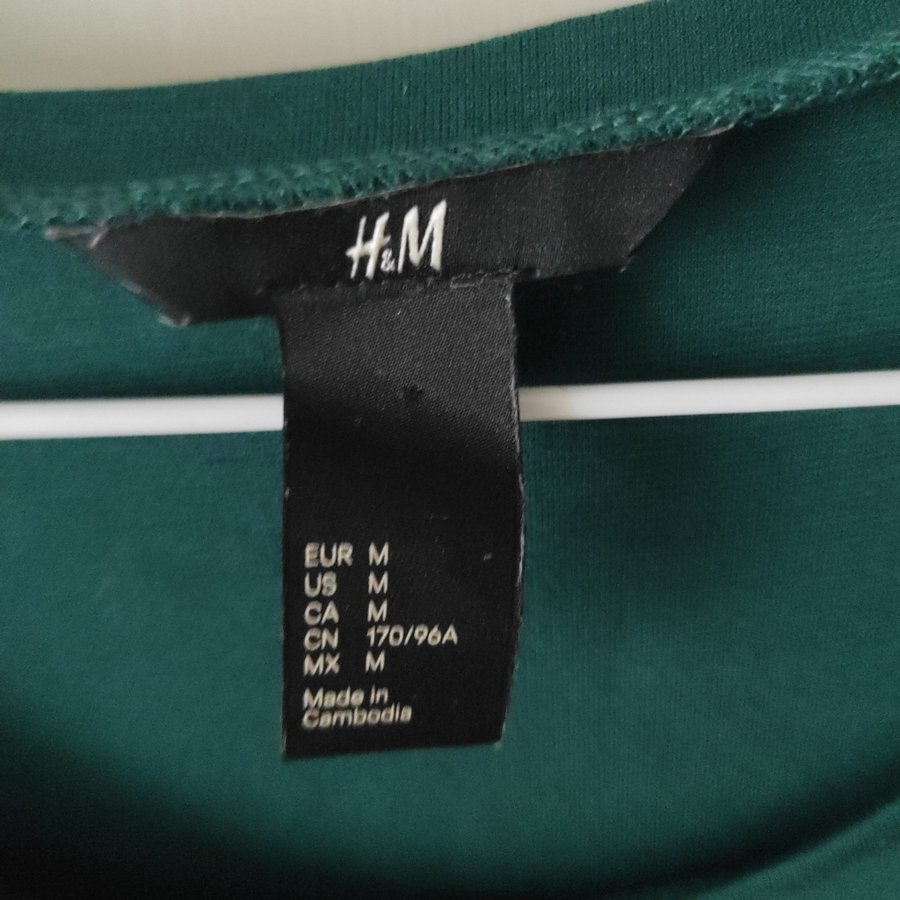 H&M
EUR M
US M
CA M
CN 170/96A
MX M
Made in
Cambodia